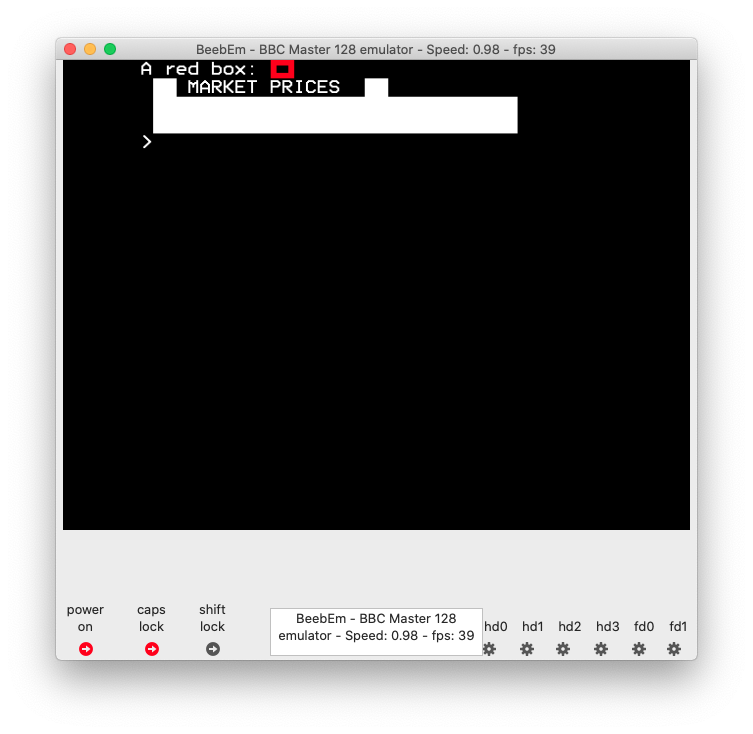 BeebEm - BBC Master 128 emulator - Speed: 0.98 - fps: 39
A red box:
MARKET PRICES
>
power on
caps lock
shift lock
BeebEm - BBC Master 128
emulator - Speed: 0.98 - fps: 39
hd0 hd1 hd2 hd3 fd0 fd1